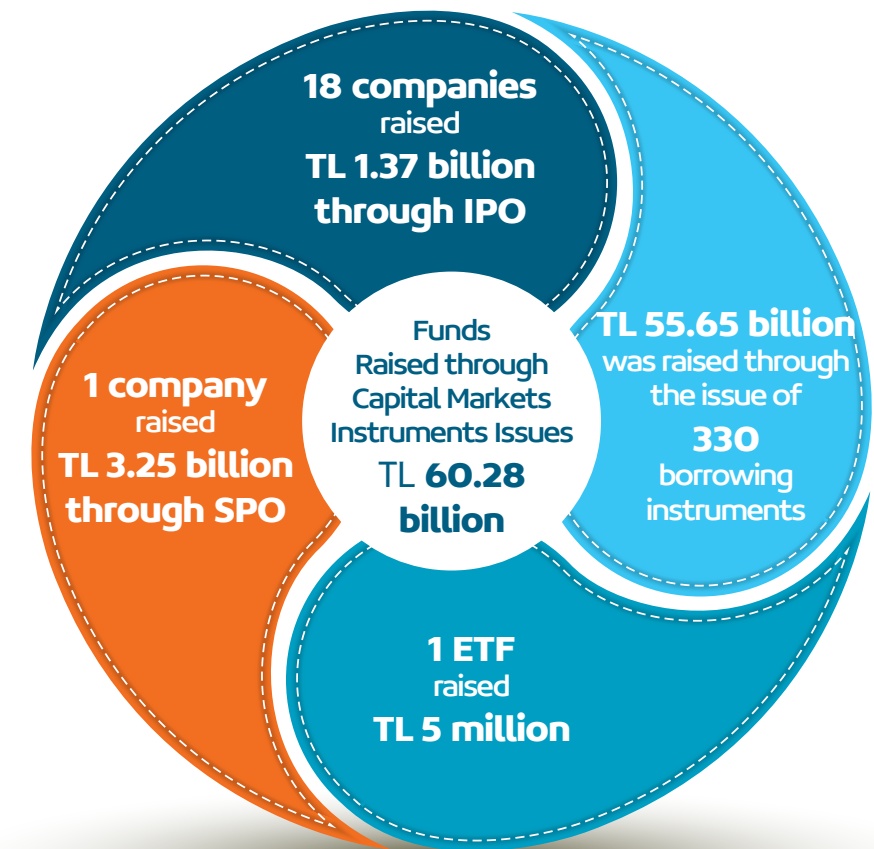 18 companies
raised
TL 1.37 billion
through IPO
TL 55.65 billion
was raised through
the issue of
330
borrowing
instruments
Funds
Raised through
Capital Markets
Instruments Issues
TL 60.28
billion
1 company
raised
TL 3.25 billion
through SPO
1 ETF
raised
TL 5 million